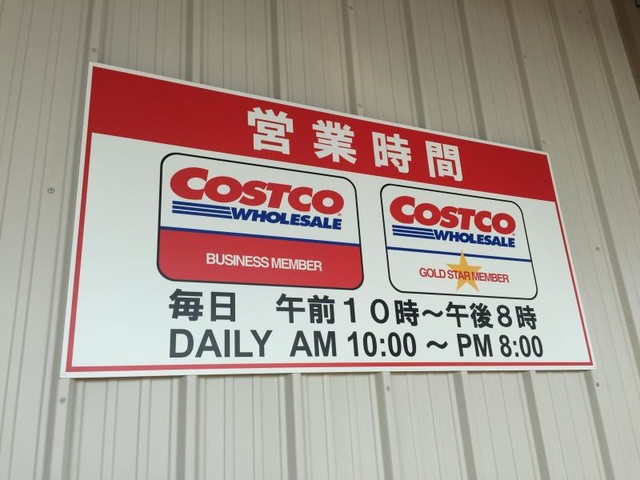 営業時間
COSTCO
WHOLESALE
BUSINESS MEMBER
COSTCO
WHOLESALE
GOLD STAR MEMBER
毎日 午前10時～午後8時
DAILY AM 10:00 ～ PM 8:00